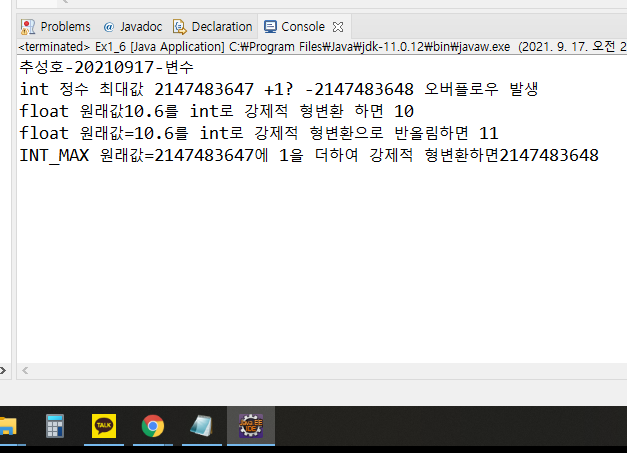 Problems @ Javadoc Declaration Console
<terminated> Ex1_6 [Java Application] C:₩Program Files₩Java₩jdk-11.0.12₩bin₩javaw.exe (2021. 9. 17. 오전 2
추성호-20210917-변수
int 정수 최대값 2147483647 +1? -2147483648 오버플로우 발생
float 원래값10.6를 int로 강제적 형변환 하면 10
float 원래값=10.6를 int로 강제적 형변환으로 반올림하면 11
INT_MAX 원래값=2147483647에 1을 더하여 강제적 형변환하면2147483648
TALK
Java EE
IDE